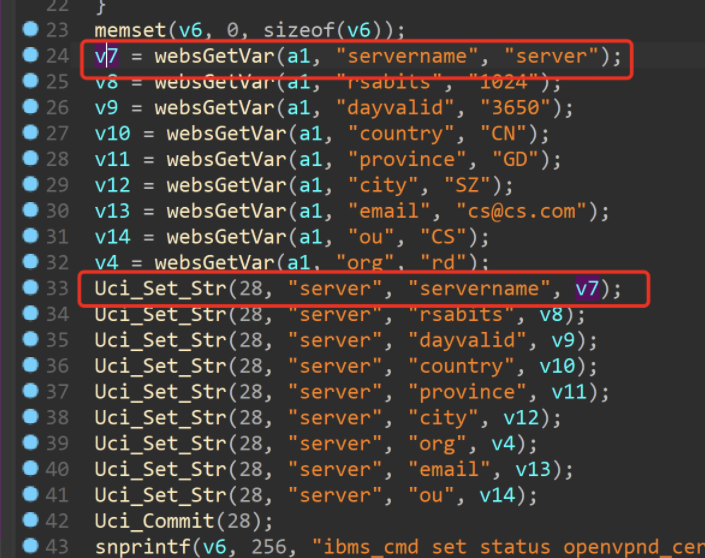 22 }
23 memset(v6, 0, sizeof(v6));
24 v7 = websGetVar(a1, "servername", "server");
25 v8 = websGetVar(a1, "rsabits", "1024");
26 v9 = websGetVar(a1, "dayvalid", "3650");
27 v10 = websGetVar(a1, "country", "CN");
28 v11 = websGetVar(a1, "province", "GD");
29 v12 = websGetVar(a1, "city", "SZ");
30 v13 = websGetVar(a1, "email", "cs@cs.com");
31 v14 = websGetVar(a1, "ou", "CS");
32 v4 = websGetVar(a1, "org", "rd");
33 Uci_Set_Str(28, "server", "servername", v7);
34 Uci_Set_Str(28, "server", "rsabits", v8);
35 Uci_Set_Str(28, "server", "dayvalid", v9);
36 Uci_Set_Str(28, "server", "country", v10);
37 Uci_Set_Str(28, "server", "province", v11);
38 Uci_Set_Str(28, "server", "city", v12);
39 Uci_Set_Str(28, "server", "org", v4);
40 Uci_Set_Str(28, "server", "email", v13);
41 Uci_Set_Str(28, "server", "ou", v14);
42 Uci_Commit(28);
43 snprintf(v6, 256, "ibms_cmd set status openvpnd_cer